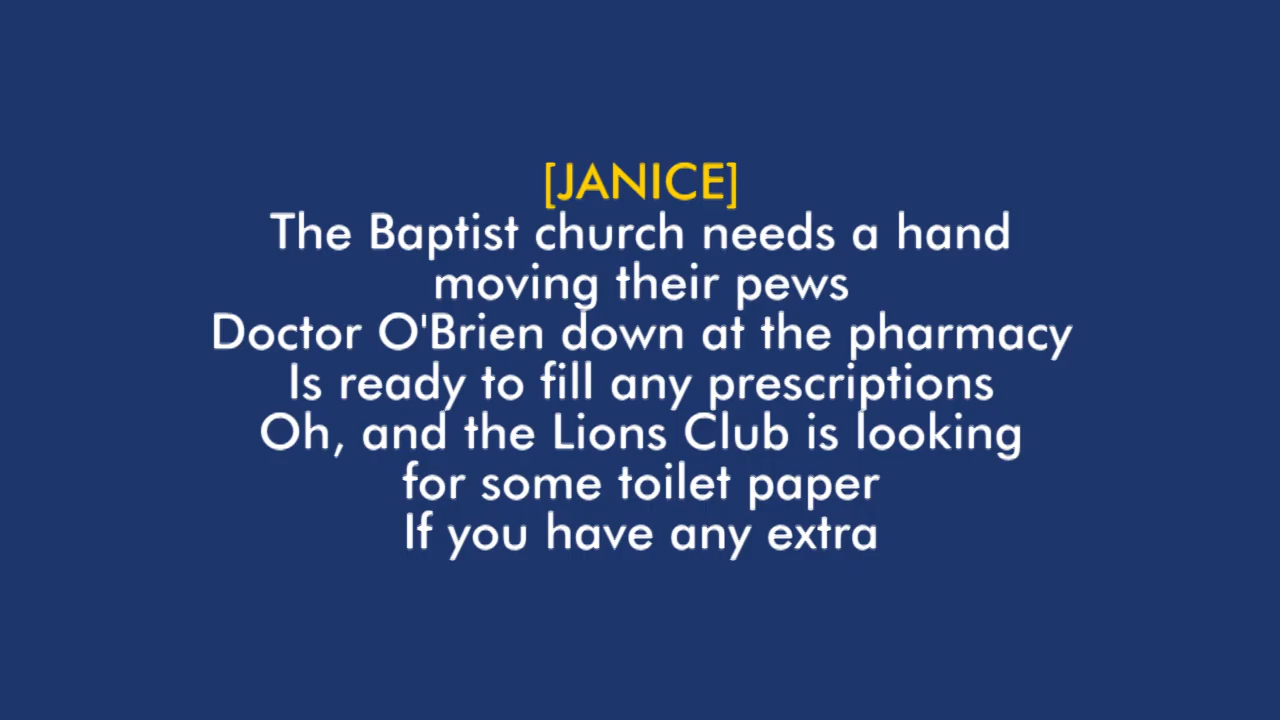 [JANICE]
The Baptist church needs a hand
moving their pews
Doctor O'Brien down at the pharmacy
Is ready to fill any prescriptions
Oh, and the Lions Club is looking
for some toilet paper
If you have any extra